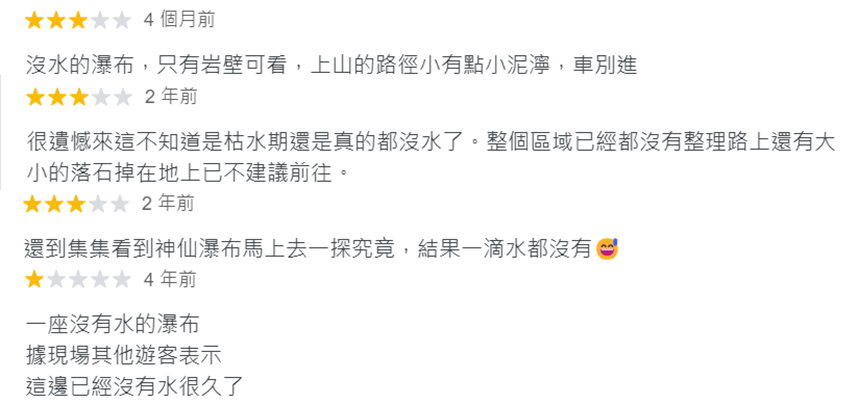 ★★★★★ 4 個月前
沒水的瀑布，只有岩壁可看，上山的路徑小有點小泥濘，車別進
★★★★★ 2 年前
很遺憾來這不知道是枯水期還是真的都沒水了。整個區域已經都沒有整理路上還有大
小的落石掉在地上已不建議前往。
★★★★★ 2 年前
還到集集看到神仙瀑布馬上去一探究竟，結果一滴水都沒有😅
★★★★★ 4 年前
一座沒有水的瀑布
據現場其他遊客表示
這邊已經沒有水很久了